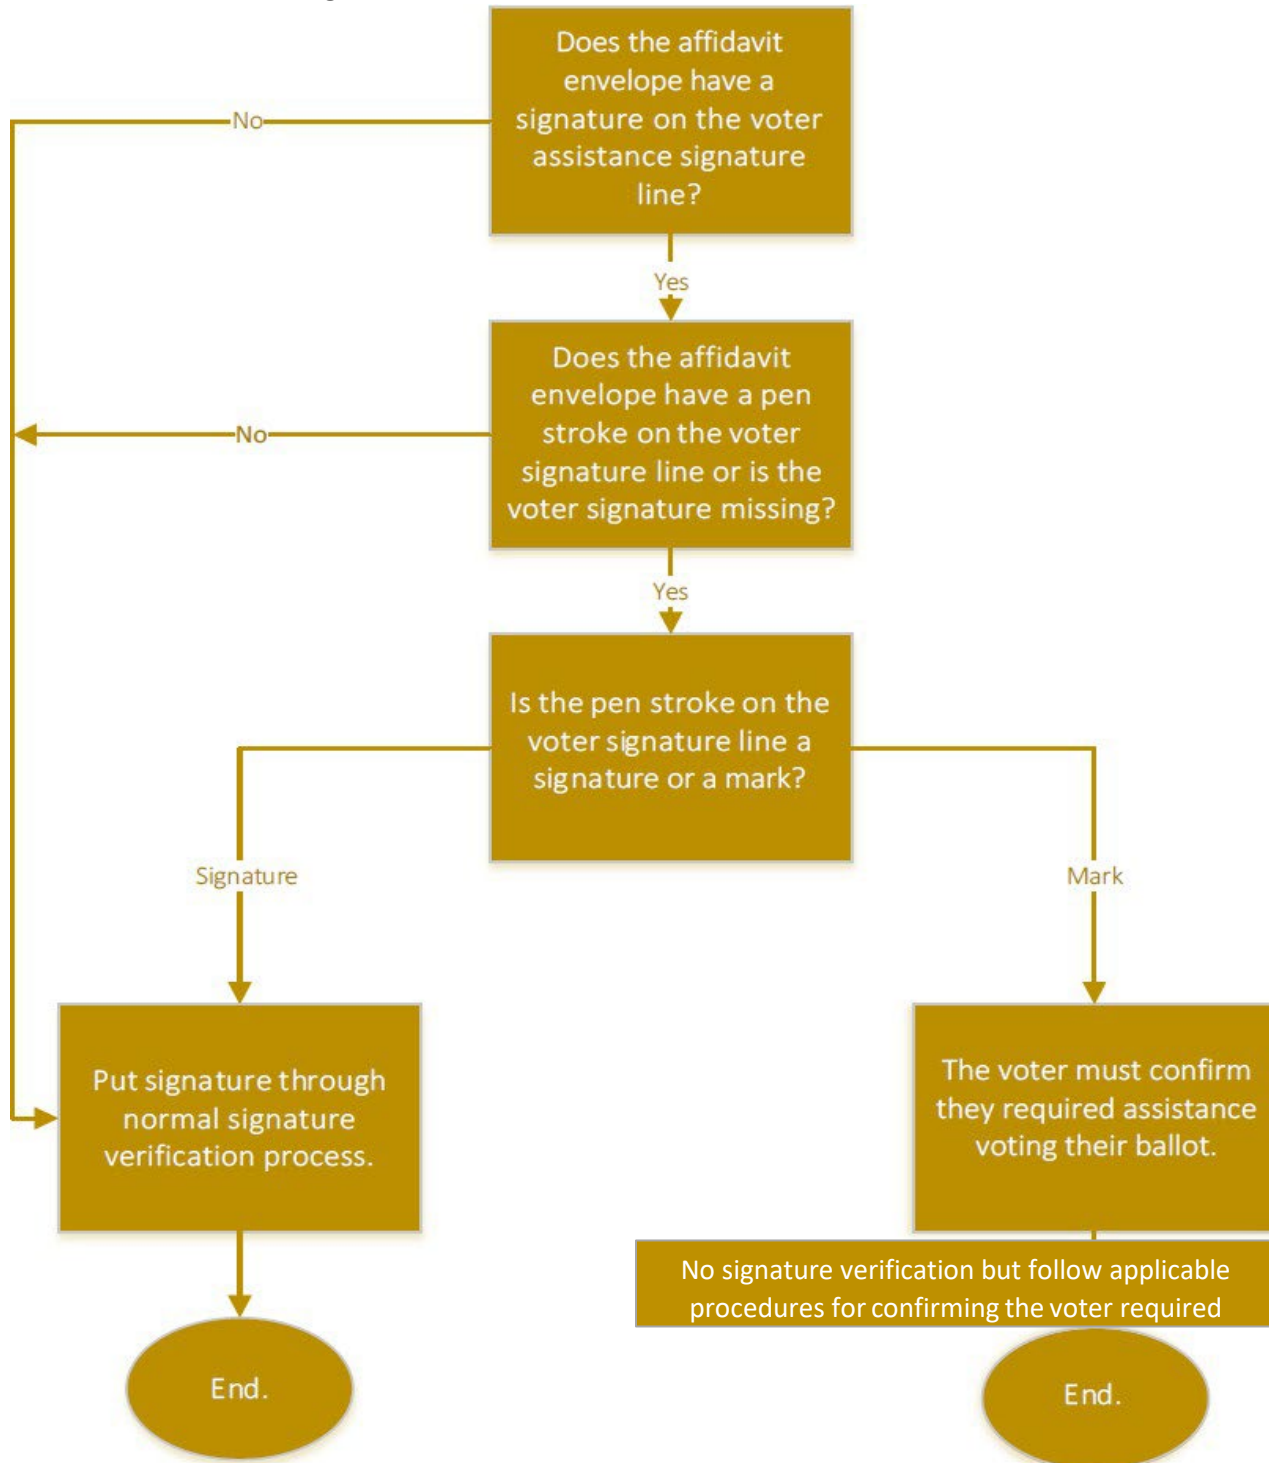 Does the affidavit
envelope have a
signature on the voter
assistance signature
line?
No
Yes
Does the affidavit
envelope have a pen
stroke on the voter
signature line or is the
voter signature missing?
No
Yes
Is the pen stroke on the
voter signature line a
signature or a mark?
Signature
Mark
Put signature through
normal signature
verification process.
The voter must confirm
they required assistance
voting their ballot.
No signature verification but follow applicable
procedures for confirming the voter required
End.
End.